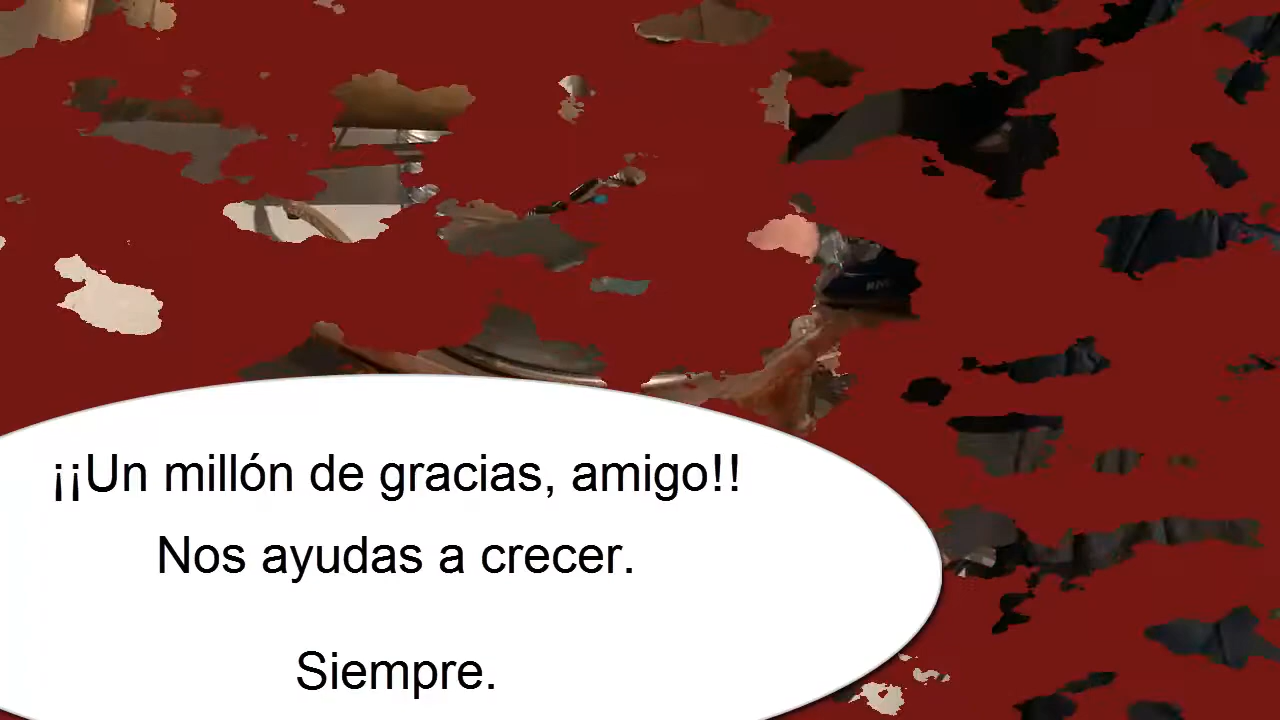 ¡¡Un millón de gracias, amigo!!
Nos ayudas a crecer.
Siempre.